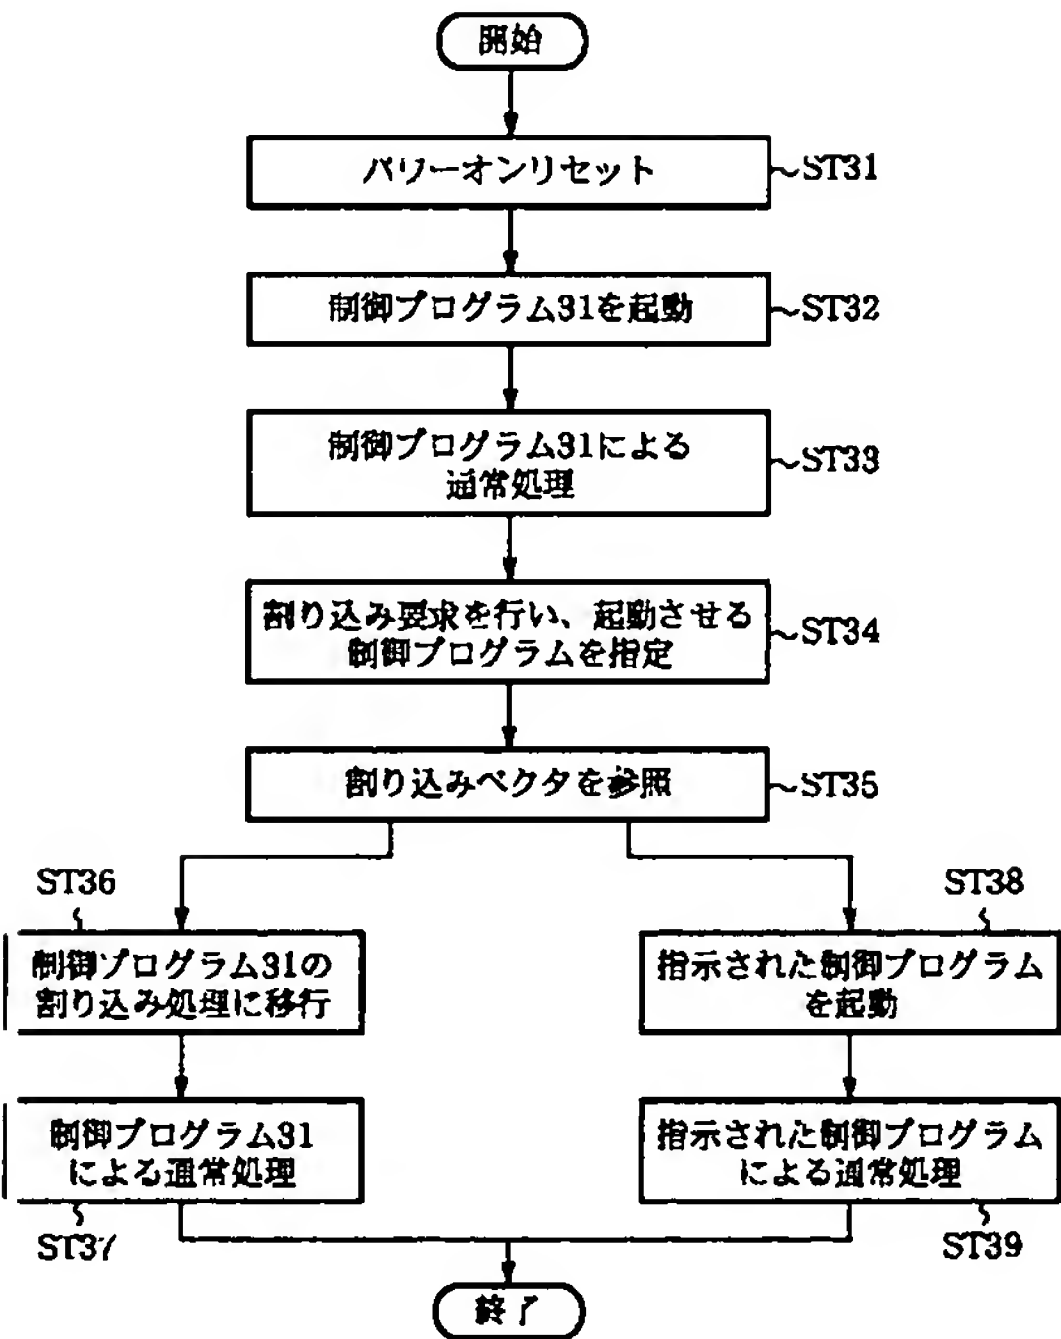 開始
パワーオンリセット
~ST31
制御プログラム31を起動
~ST32
制御プログラム31による
通常処理
~ST33
割り込み要求を行い、起動させる
制御プログラムを指定
~ST34
割り込みベクタを参照
~ST35
ST36
制御プログラム31の
割り込み処理に移行
ST38
指示された制御プログラム
を起動
制御プログラム31
による通常処理
ST37
指示された制御プログラム
による通常処理
ST39
終了